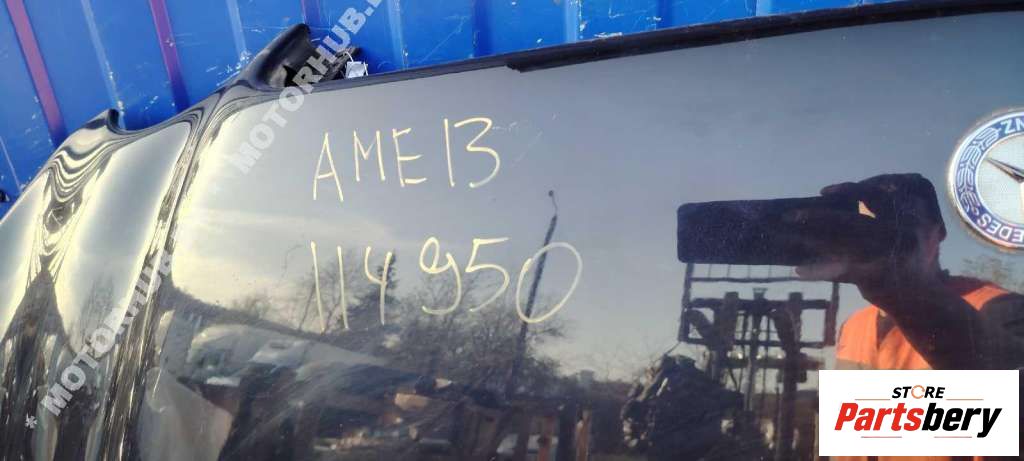 * MOTORHUB.
AME13
114950
* MOTORHUB
STORE
Partsbery